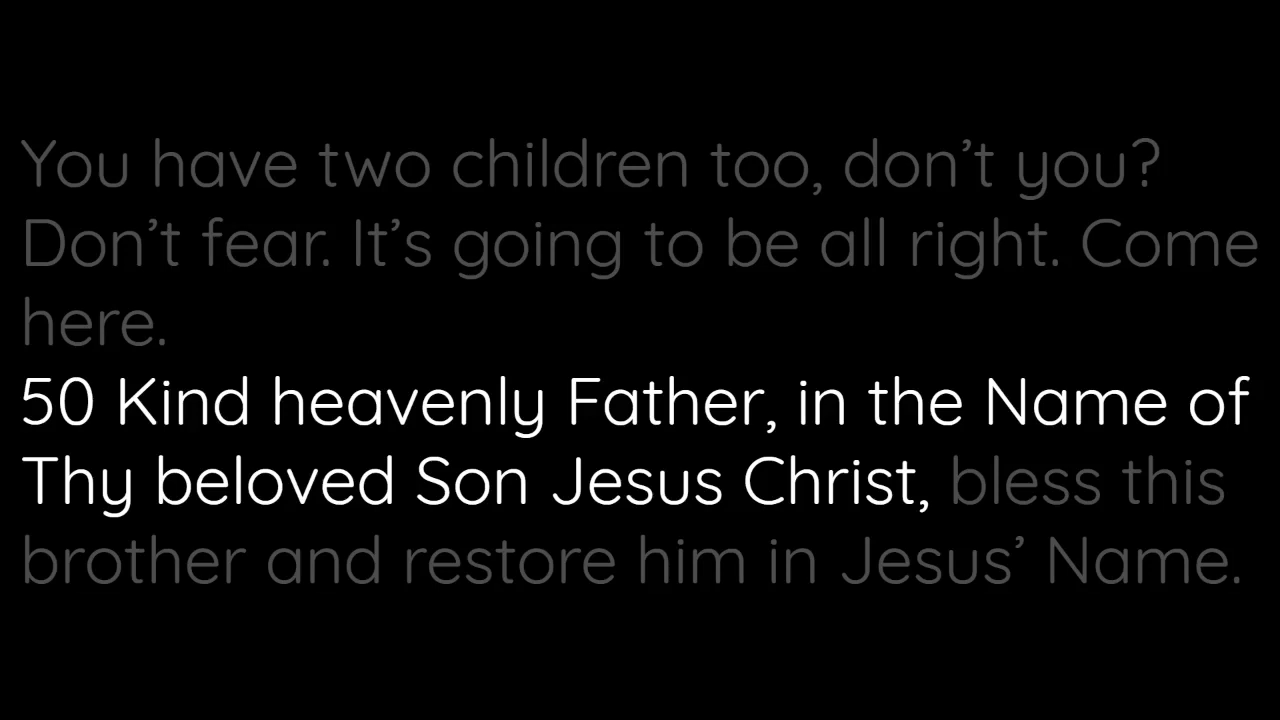 You have two children too, don’t you?
Don’t fear. It’s going to be all right. Come
here.
50 Kind heavenly Father, in the Name of
Thy beloved Son Jesus Christ, bless this
brother and restore him in Jesus’ Name.